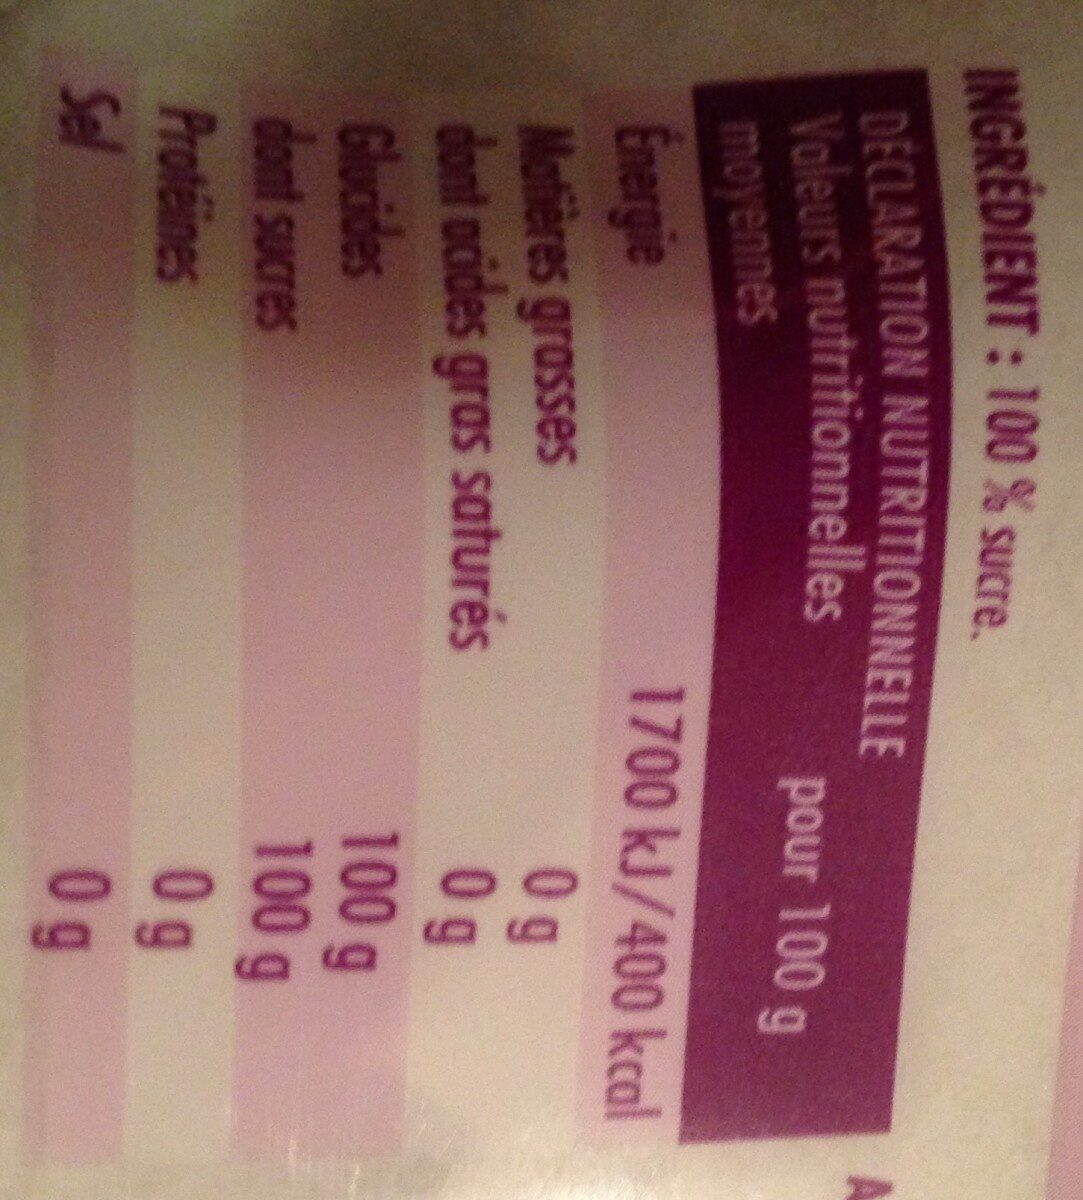 INGRÉDIENT : 100 % sucre.
DÉCLARATION NUTRITIONNELLE
Valeurs nutritionnelles pour 100 g
moyennes
Énergie 1700 kJ/400 kcal
Matières grasses 0 g
dont acides gras saturés 0 g
Glucides 100 g
dont sucres 100 g
Protéines 0 g
Sel 0 g
A